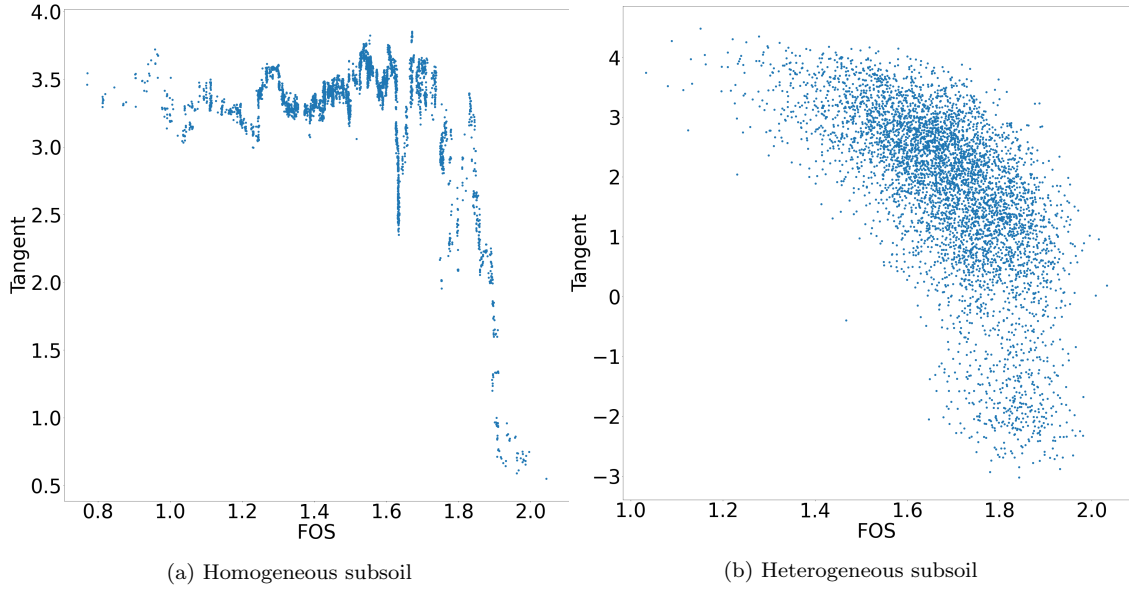 4.0
3.5
3.0
2.5
2.0
1.5
1.0
0.5
Tangent
0.8 1.0 1.2 1.4 1.6 1.8 2.0
FOS
(a) Homogeneous subsoil
4
3
2
1
0
−1
−2
−3
Tangent
1.0 1.2 1.4 1.6 1.8 2.0
FOS
(b) Heterogeneous subsoil